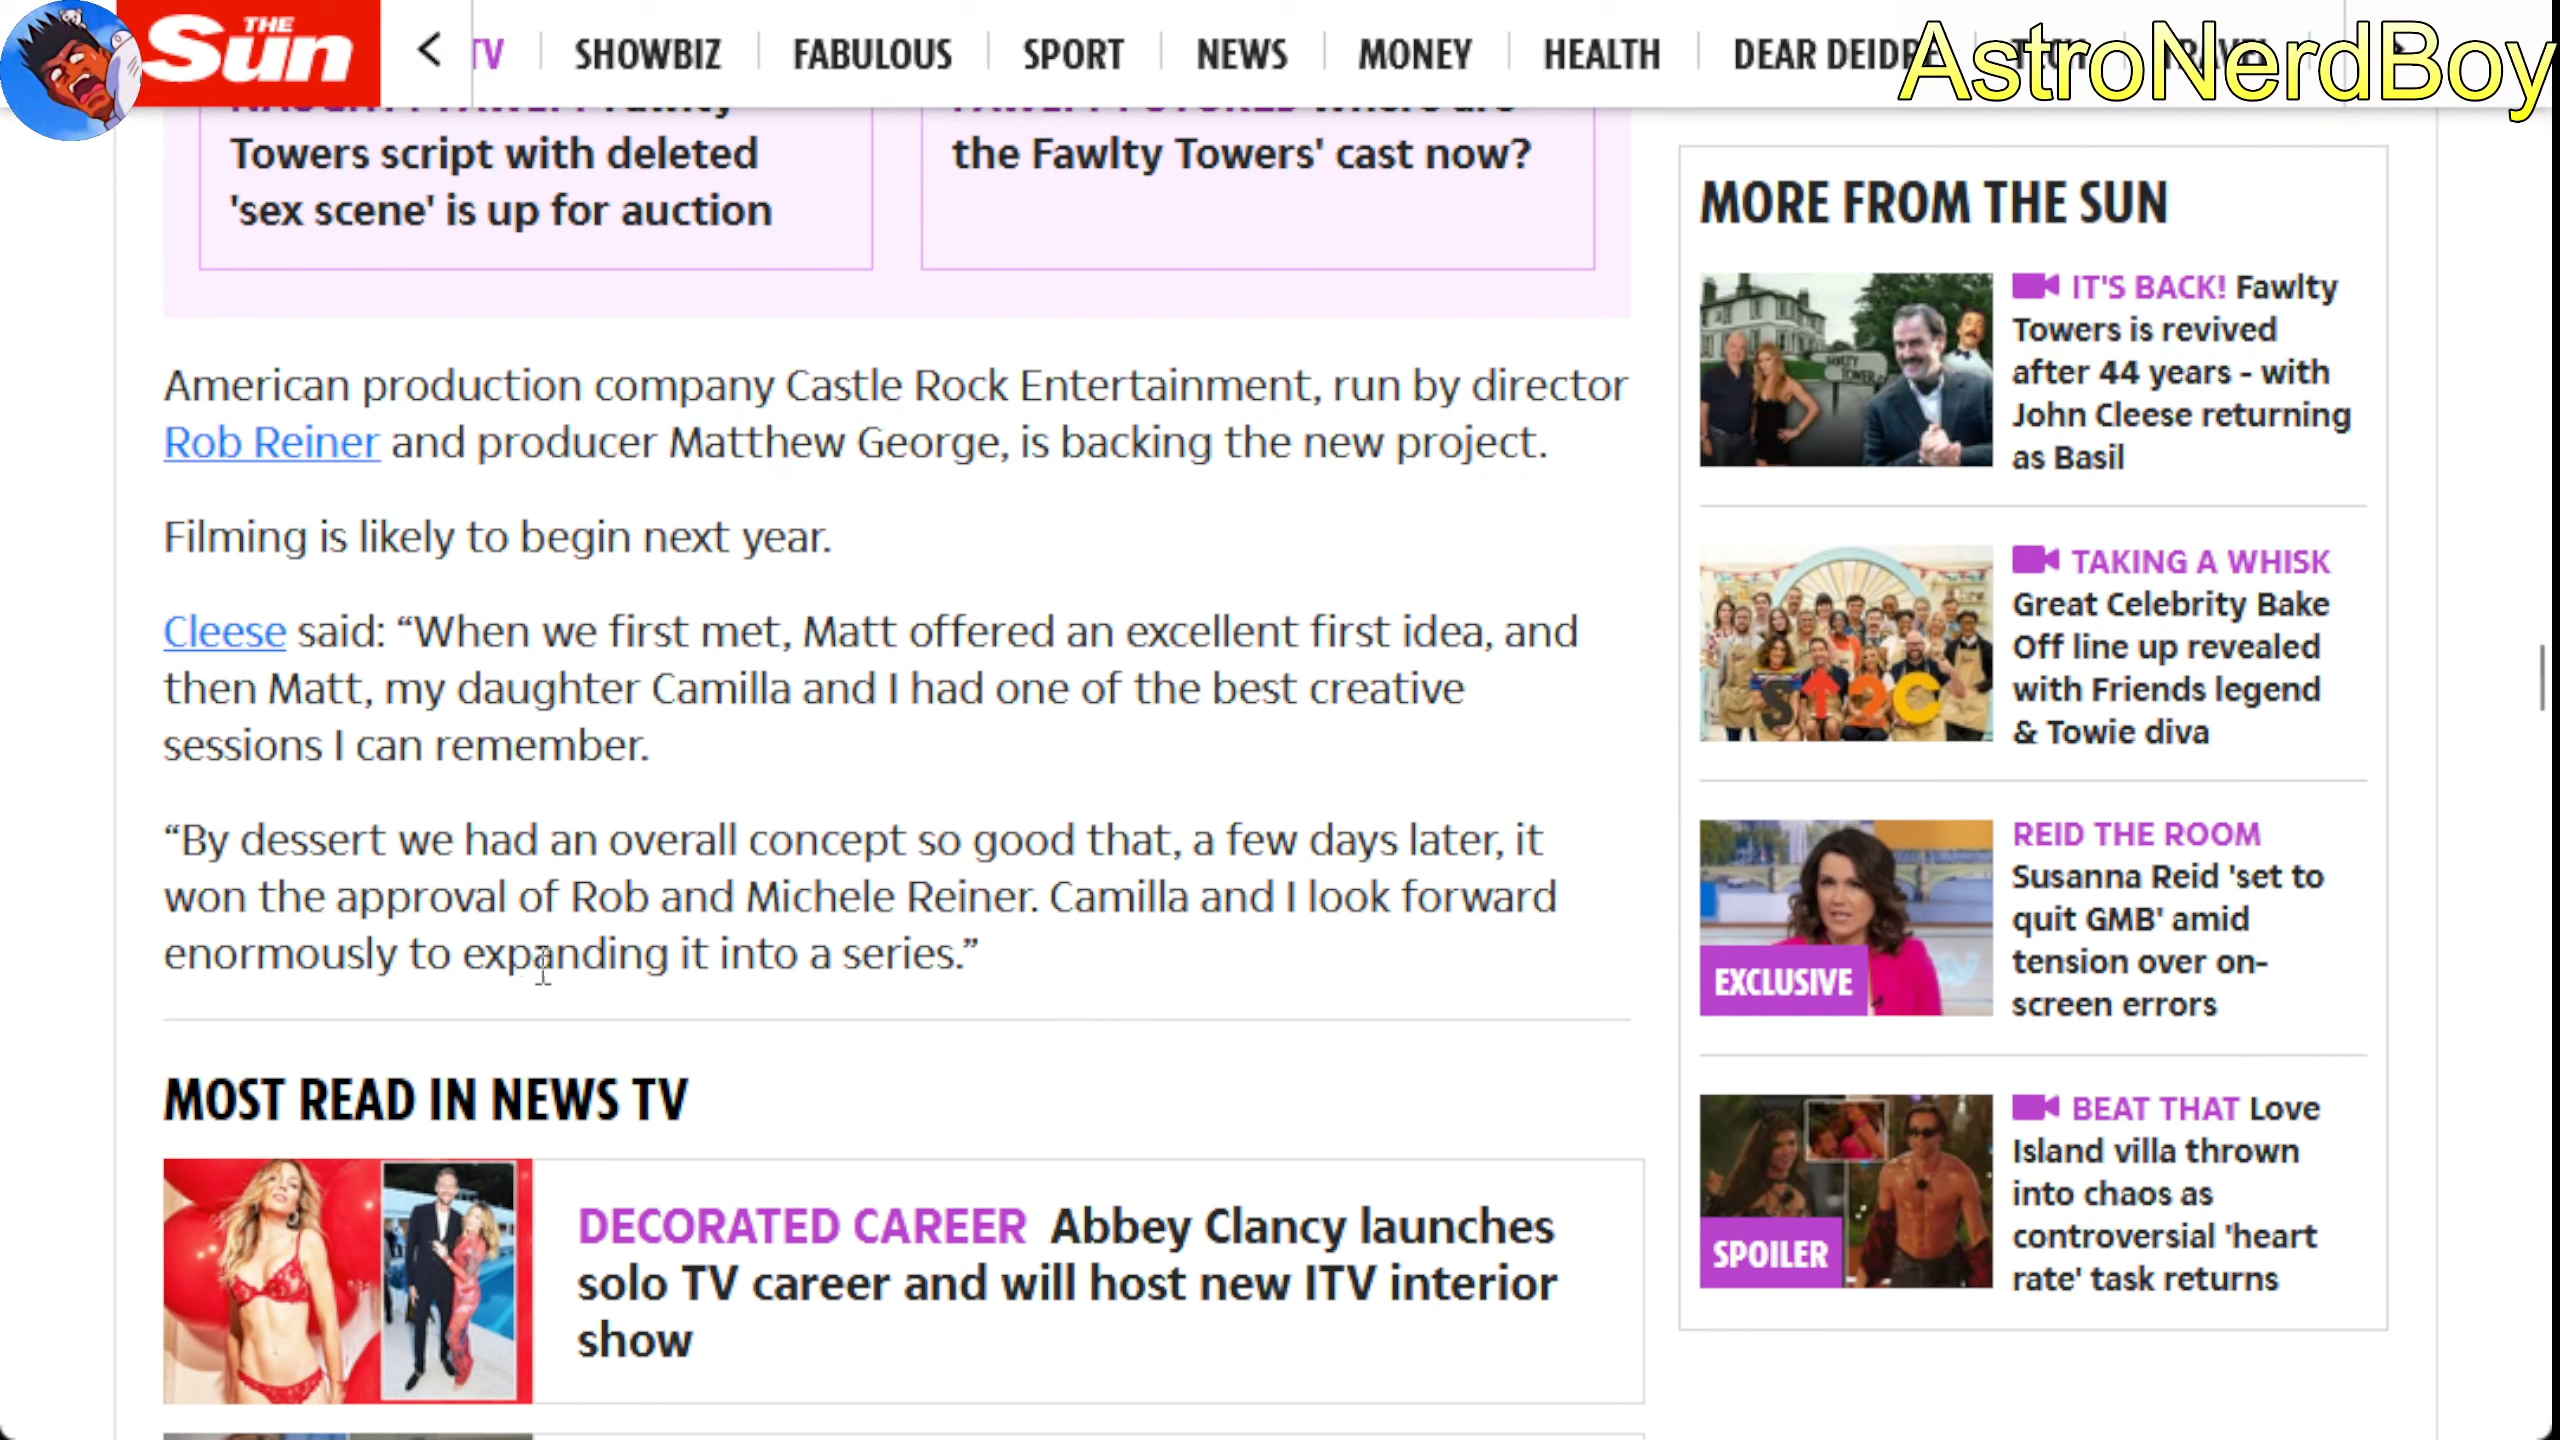 THE
Sun
TV
SHOWBIZ
FABULOUS
SPORT
NEWS
MONEY
HEALTH
DEAR DEIDRE
AstroNerdBoy
Towers script with deleted
'sex scene' is up for auction
the Fawlty Towers' cast now?
American production company Castle Rock Entertainment, run by director
Rob Reiner and producer Matthew George, is backing the new project.
Filming is likely to begin next year.
Cleese said: “When we first met, Matt offered an excellent first idea, and
then Matt, my daughter Camilla and I had one of the best creative
sessions I can remember.
“By dessert we had an overall concept so good that, a few days later, it
won the approval of Rob and Michele Reiner. Camilla and I look forward
enormously to expanding it into a series.”
MOST READ IN NEWS TV
DECORATED CAREER Abbey Clancy launches
solo TV career and will host new ITV interior
show
MORE FROM THE SUN
IT'S BACK! Fawlty
Towers is revived
after 44 years - with
John Cleese returning
as Basil
TAKING A WHISK
Great Celebrity Bake
Off line up revealed
with Friends legend
& Towie diva
EXCLUSIVE
REID THE ROOM
Susanna Reid 'set to
quit GMB' amid
tension over on-
screen errors
SPOILER
BEAT THAT Love
Island villa thrown
into chaos as
controversial 'heart
rate' task returns